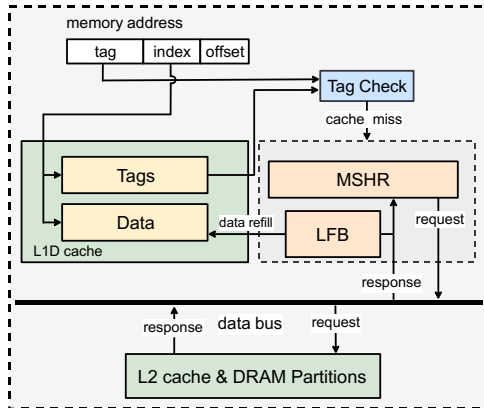 memory address
tag index offset
Tag Check
cache miss
Tags
MSHR
Data
data refill
LFB
request
L1D cache
response
response
data bus
request
L2 cache & DRAM Partitions